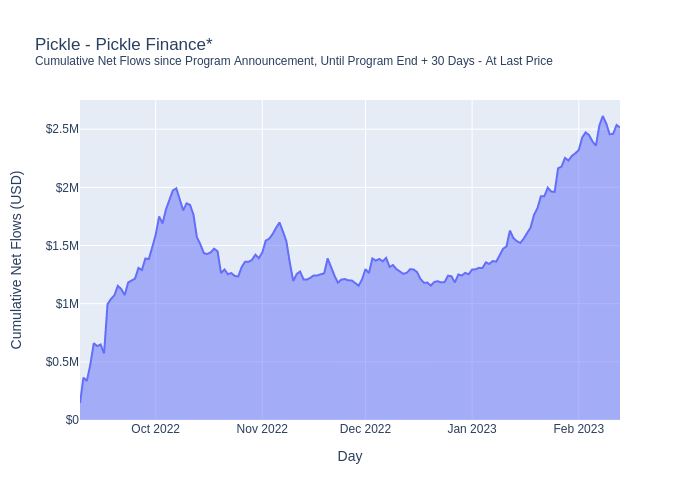 Pickle - Pickle Finance*
Cumulative Net Flows since Program Announcement, Until Program End + 30 Days - At Last Price
Cumulative Net Flows (USD)
$2.5M
$2M
$1.5M
$1M
$0.5M
$0
Oct 2022
Nov 2022
Dec 2022
Jan 2023
Feb 2023
Day